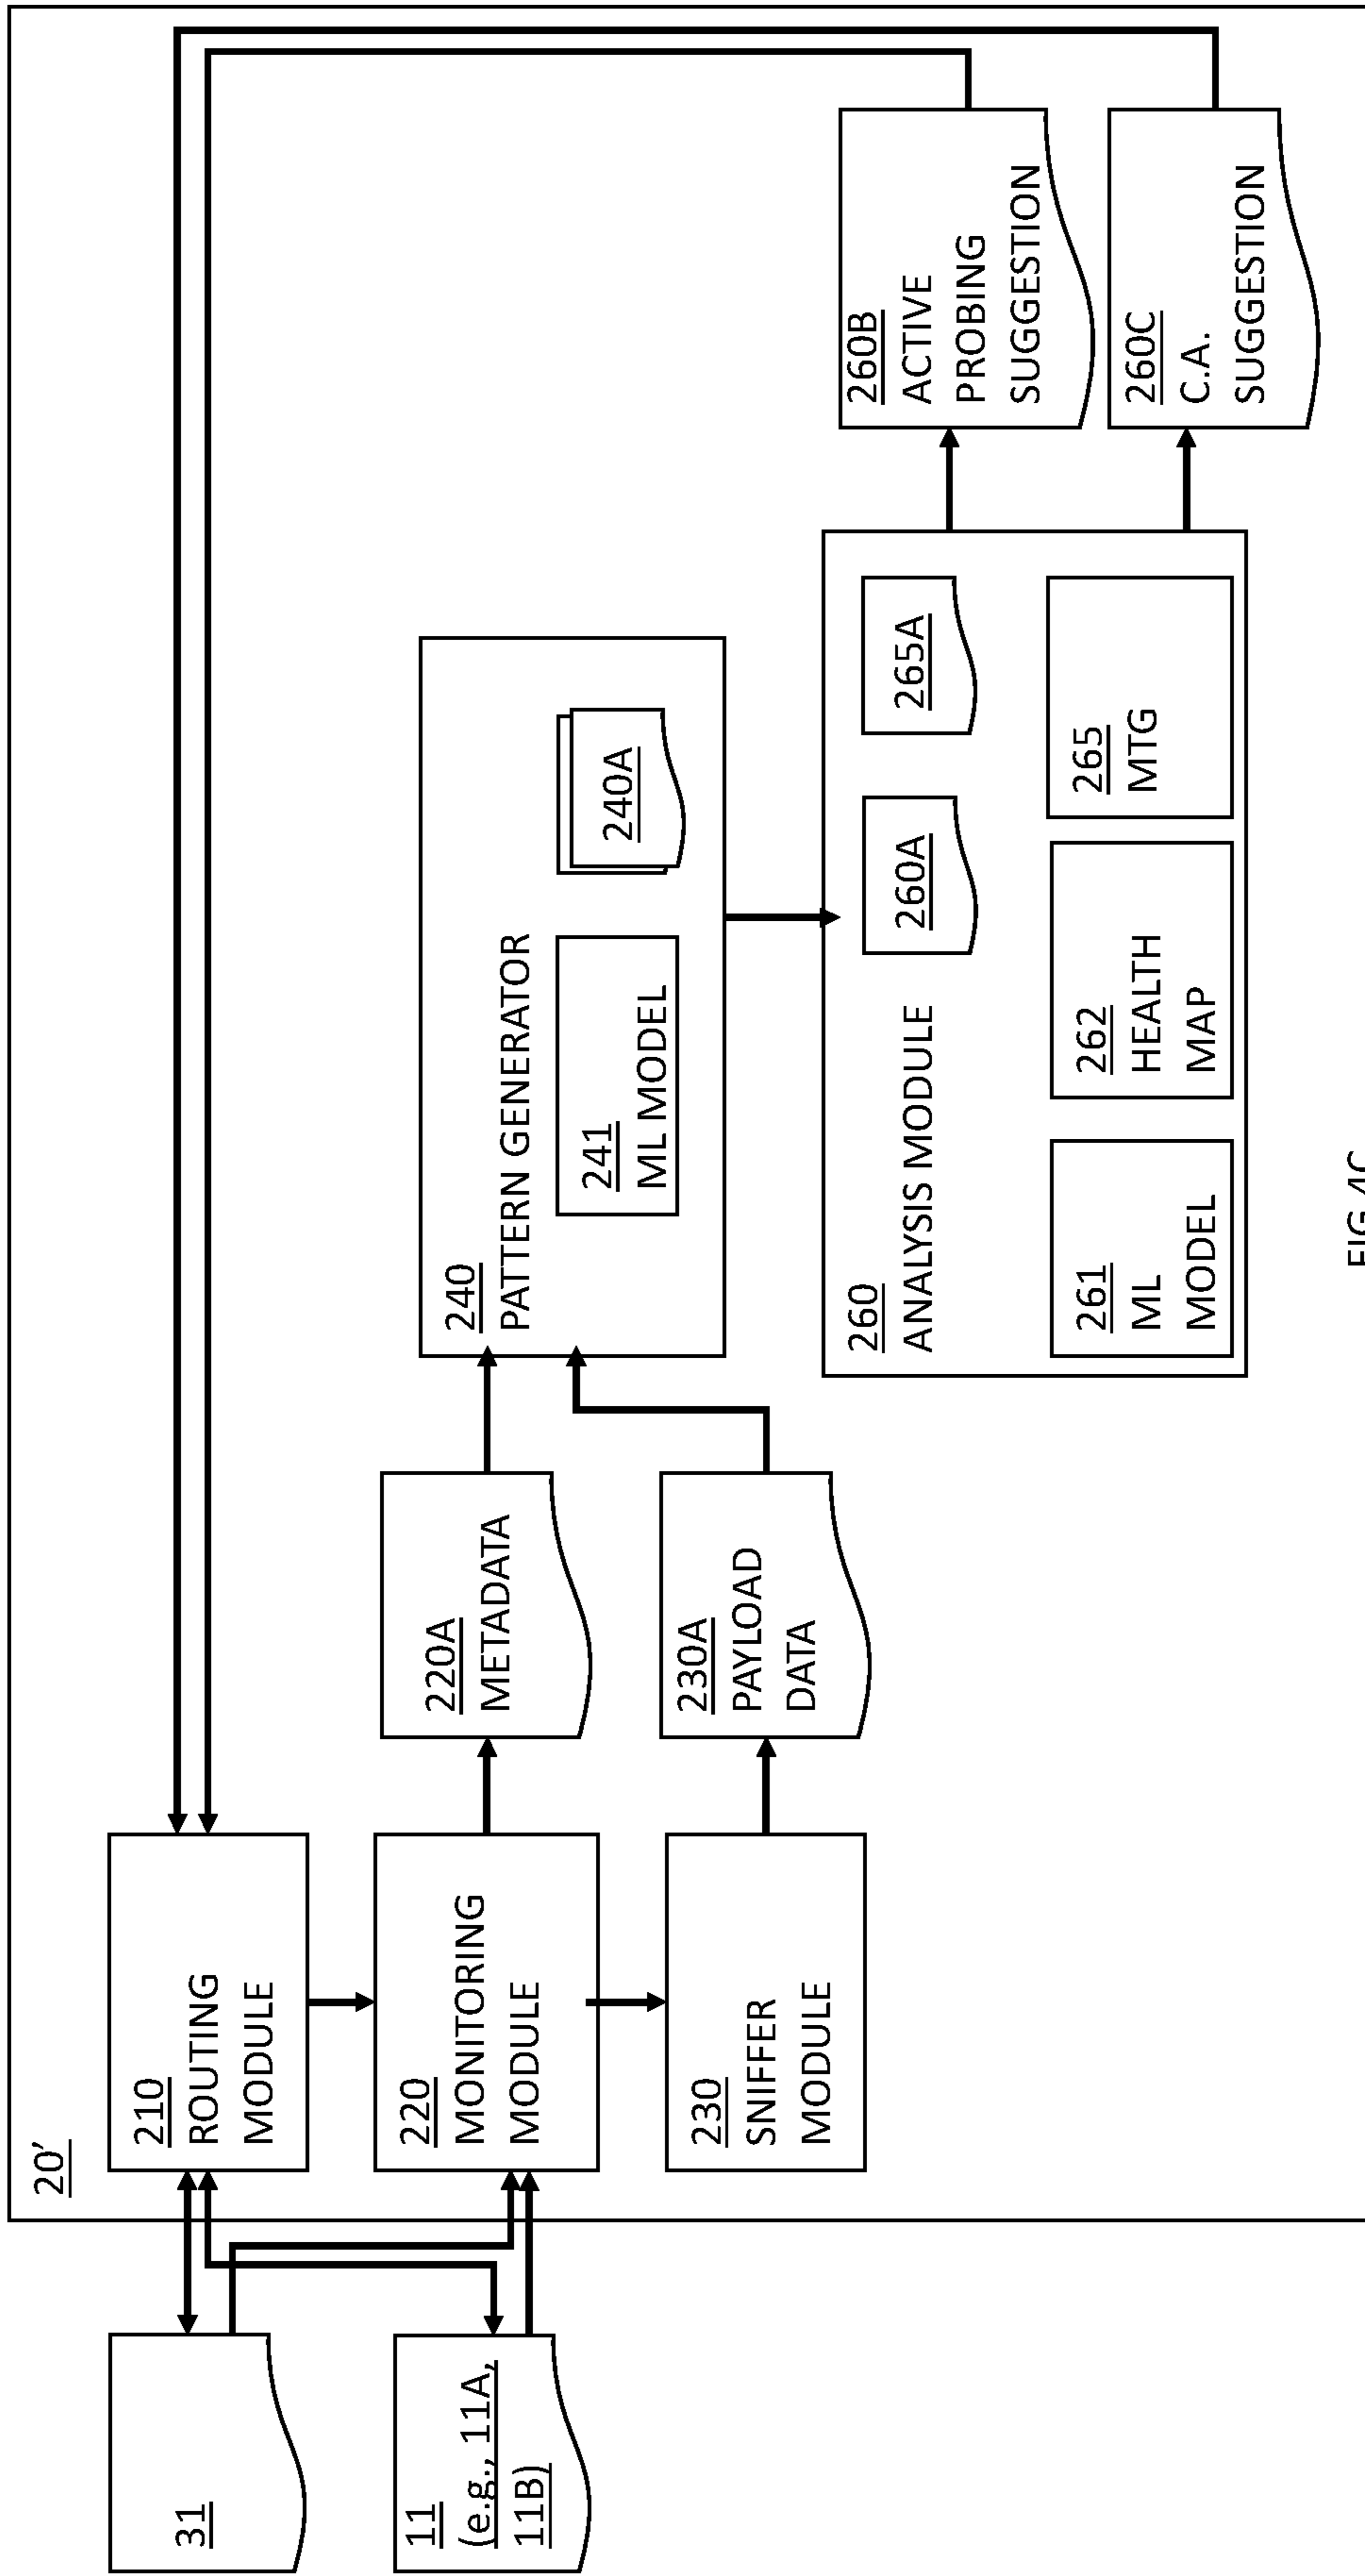 20'
31
11
(e.g., 11A,
11B)
210
ROUTING
MODULE
220
MONITORING
MODULE
230
SNIFFER
MODULE
220A
METADATA
230A
PAYLOAD
DATA
240
PATTERN GENERATOR
241
ML MODEL
240A
260
ANALYSIS MODULE
260A
265A
261
ML
MODEL
262
HEALTH
MAP
265
MTG
260B
ACTIVE
PROBING
SUGGESTION
260C
C.A.
SUGGESTION
FIG 4C